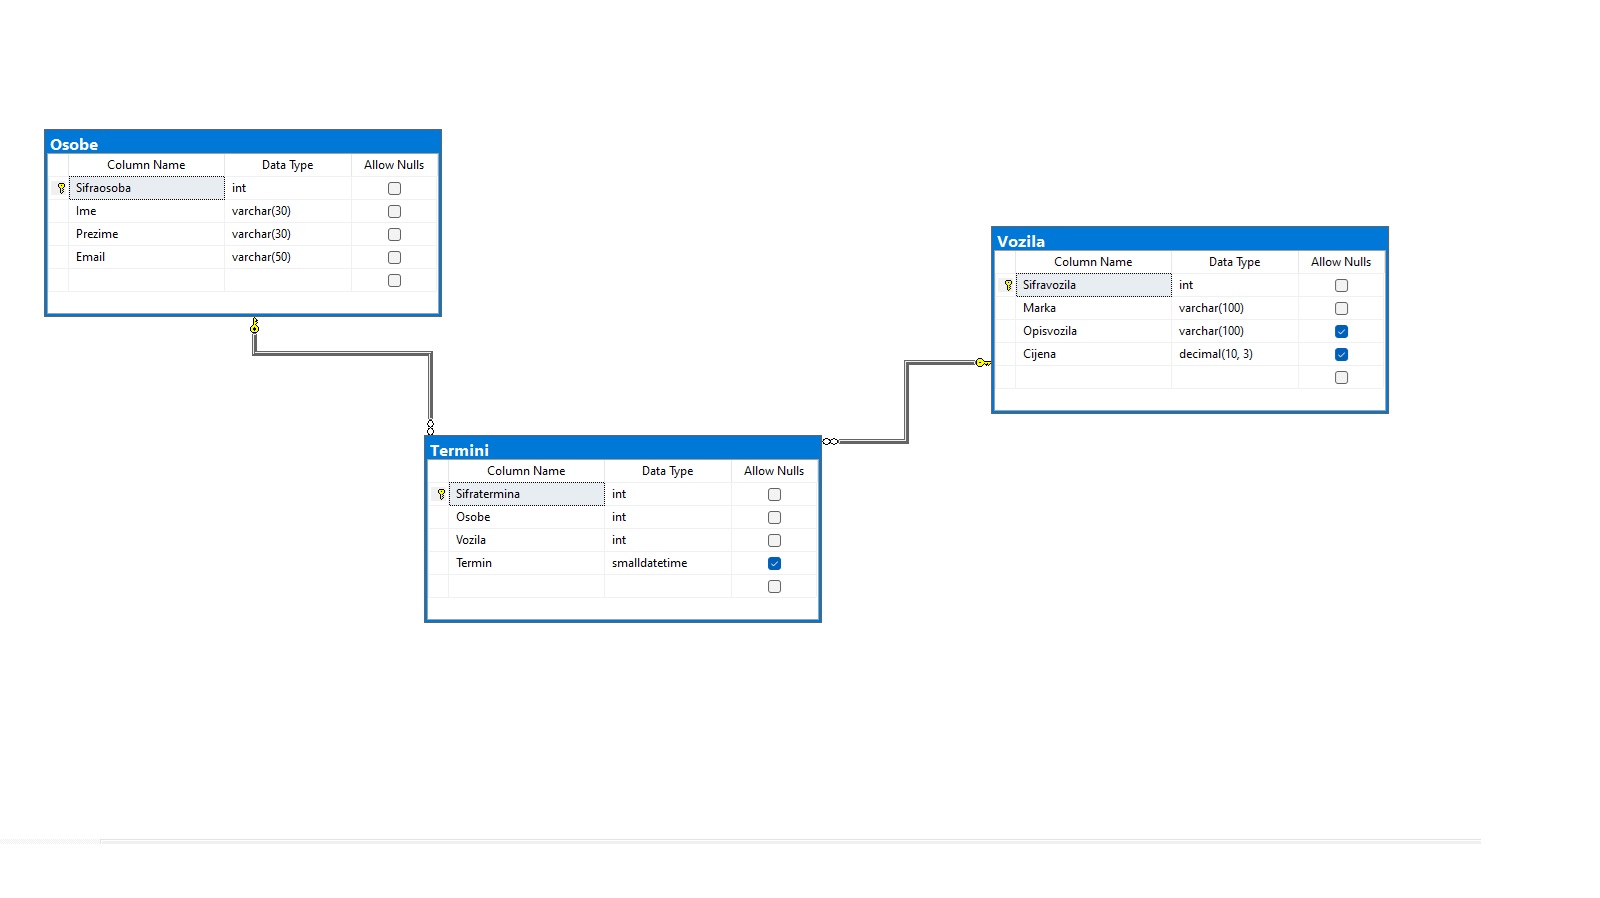 Osobe
Column Name Data Type Allow Nulls
Sifraosoba int
Ime varchar(30)
Prezime varchar(30)
Email varchar(50)
Vozila
Column Name Data Type Allow Nulls
Sifravozila int
Marka varchar(100)
Opisvozila varchar(100)
Cijena decimal(10, 3)
Termini
Column Name Data Type Allow Nulls
Sifratermina int
Osobe int
Vozila int
Termin smalldatetime